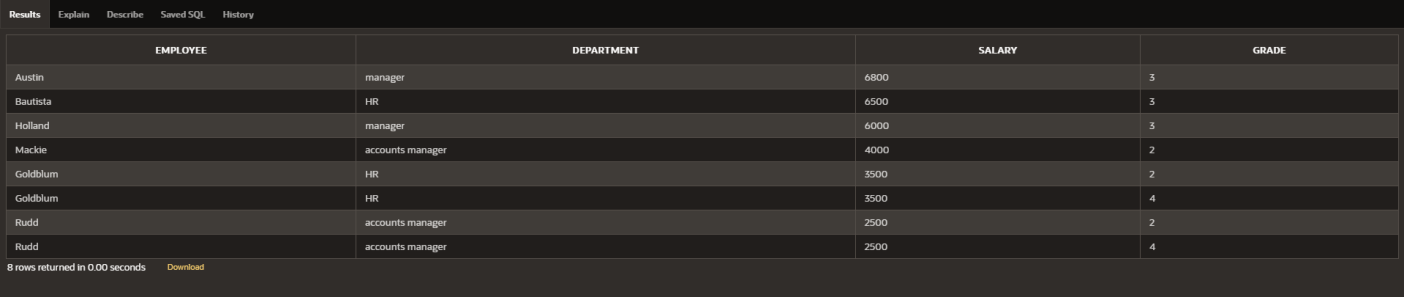 Results Explain Describe Saved SQL History
EMPLOYEE DEPARTMENT SALARY GRADE
Austin manager 6800 3
Bautista HR 6500 3
Holland manager 6000 3
Mackie accounts manager 4000 2
Goldblum HR 3500 2
Goldblum HR 3500 4
Rudd accounts manager 2500 2
Rudd accounts manager 2500 4
8 rows returned in 0.00 seconds Download